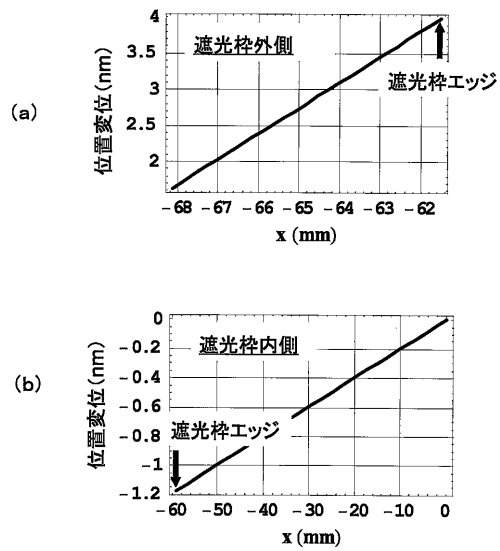 (a)
位置変位(nm)
4
3.5
3
2.5
2
遮光枠外側
遮光枠エッジ
-68 -67 -66 -65 -64 -63 -62
x (mm)
(b)
位置変位(nm)
0
-0.2
-0.4
-0.6
-0.8
-1
-1.2
遮光枠内側
遮光枠エッジ
-60 -50 -40 -30 -20 -10 0
x (mm)